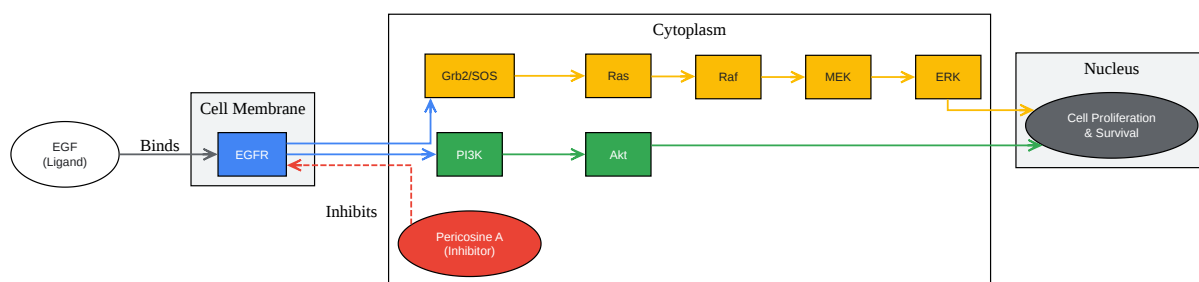 Cytoplasm
Grb2/SOS
Ras
Raf
MEK
ERK
Nucleus
Cell Membrane
Cell Proliferation
& Survival
EGF
(Ligand)
Binds
EGFR
PI3K
Akt
Inhibits
Pericosine A
(Inhibitor)